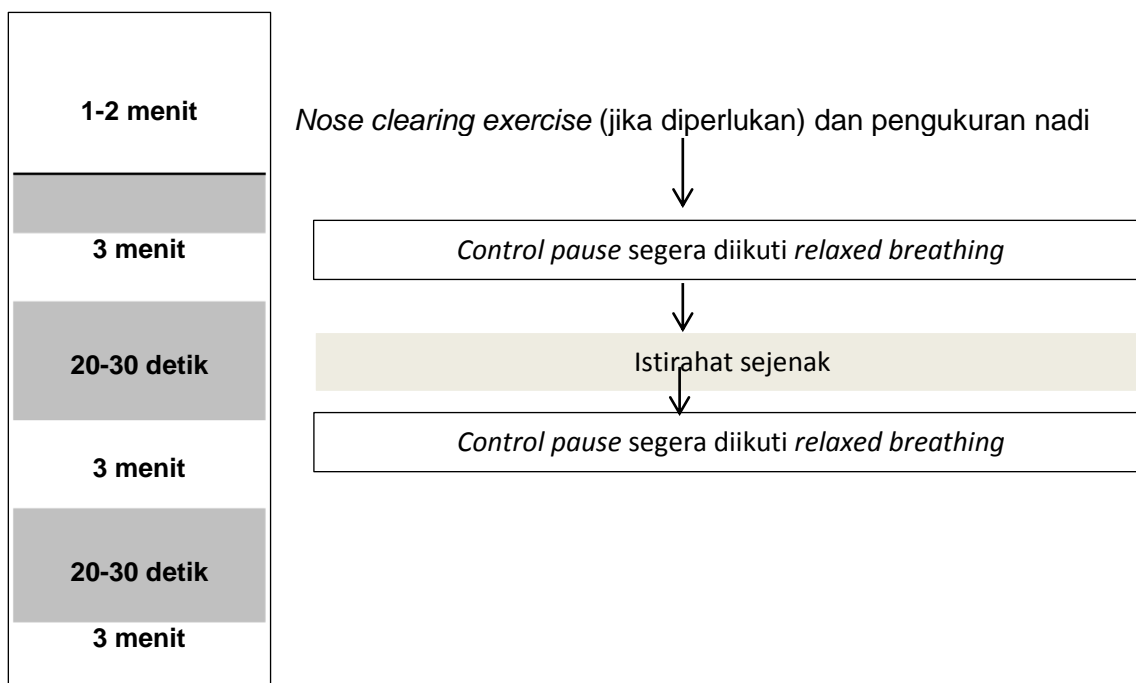 1-2 menit
Nose clearing exercise (jika diperlukan) dan pengukuran nadi
3 menit
Control pause segera diikuti relaxed breathing
20-30 detik
Istirahat sejenak
Control pause segera diikuti relaxed breathing
3 menit
20-30 detik
3 menit